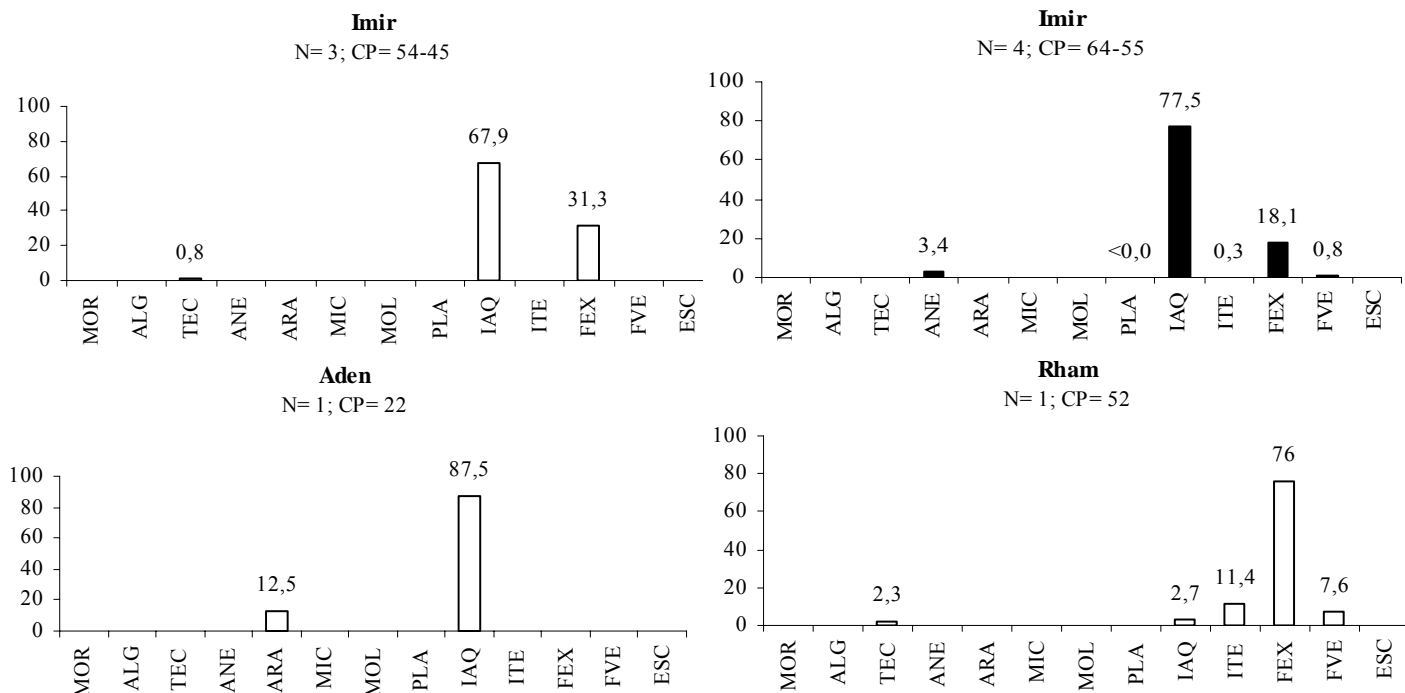 Imir
N= 3; CP= 54-45
100
80
60
40
20
0
0,8
67,9
31,3
MOR
ALG
TEC
ANE
ARA
MIC
MOL
PLA
IAQ
ITE
FEX
FVE
ESC
Imir
N= 4; CP= 64-55
100
80
60
40
20
0
3,4
<0,0
77,5
0,3
18,1
0,8
MOR
ALG
TEC
ANE
ARA
MIC
MOL
PLA
IAQ
ITE
FEX
FVE
ESC
Aden
N= 1; CP= 22
100
80
60
40
20
0
12,5
87,5
MOR
ALG
TEC
ANE
ARA
MIC
MOL
PLA
IAQ
ITE
FEX
FVE
ESC
Rham
N= 1; CP= 52
100
80
60
40
20
0
2,3
2,7
11,4
76
7,6
MOR
ALG
TEC
ANE
ARA
MIC
MOL
PLA
IAQ
ITE
FEX
FVE
ESC